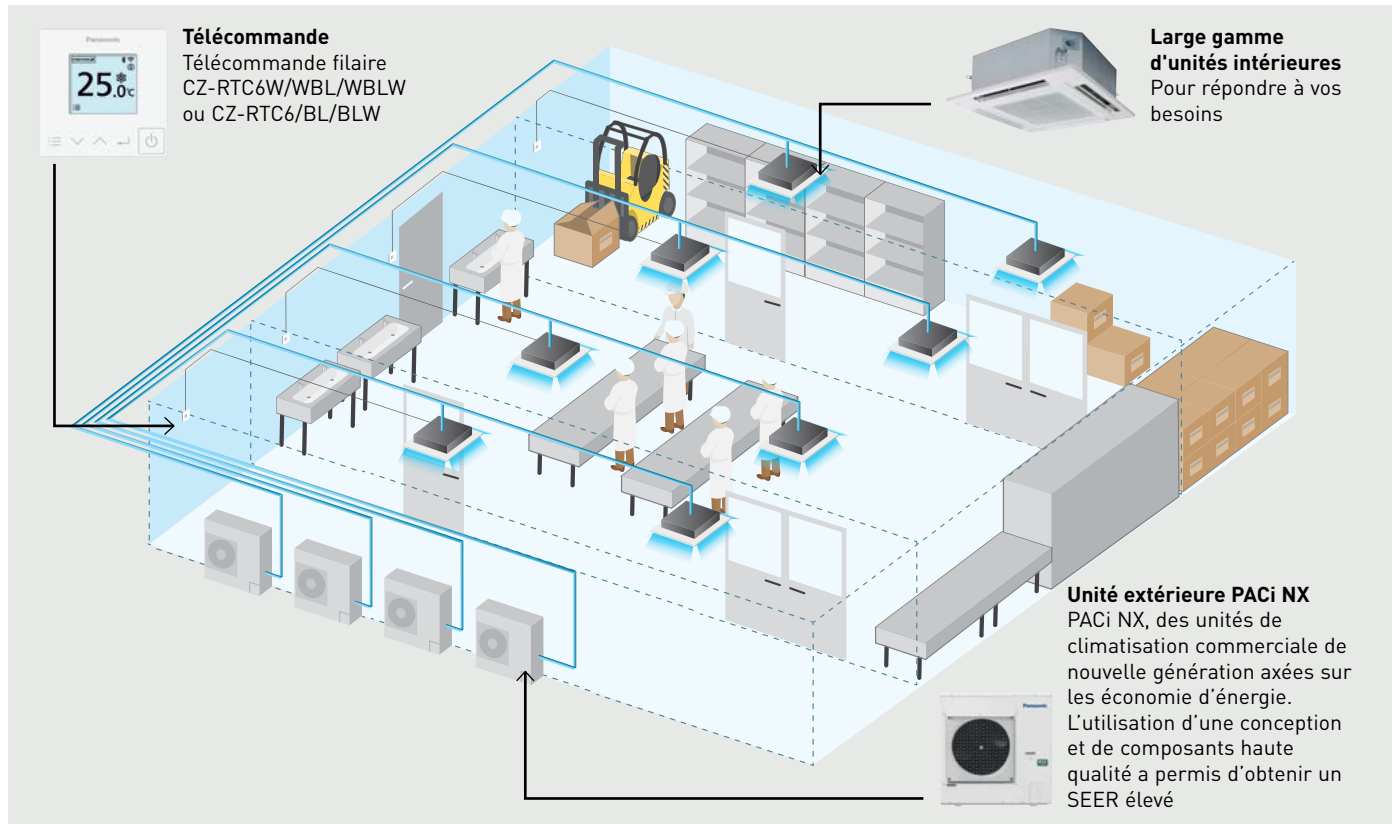 Panasonic
25.0°c
Télécommande
Télécommande filaire
CZ-RTC6W/WBL/WBLW
ou CZ-RTC6/BL/BLW
Large gamme
d'unités intérieures
Pour répondre à vos
besoins
Unité extérieure PACi NX
PACi NX, des unités de
climatisation commerciale de
nouvelle génération axées sur
les économie d'énergie.
L'utilisation d'une conception
et de composants haute
qualité a permis d'obtenir un
SEER élevé
Panasonic